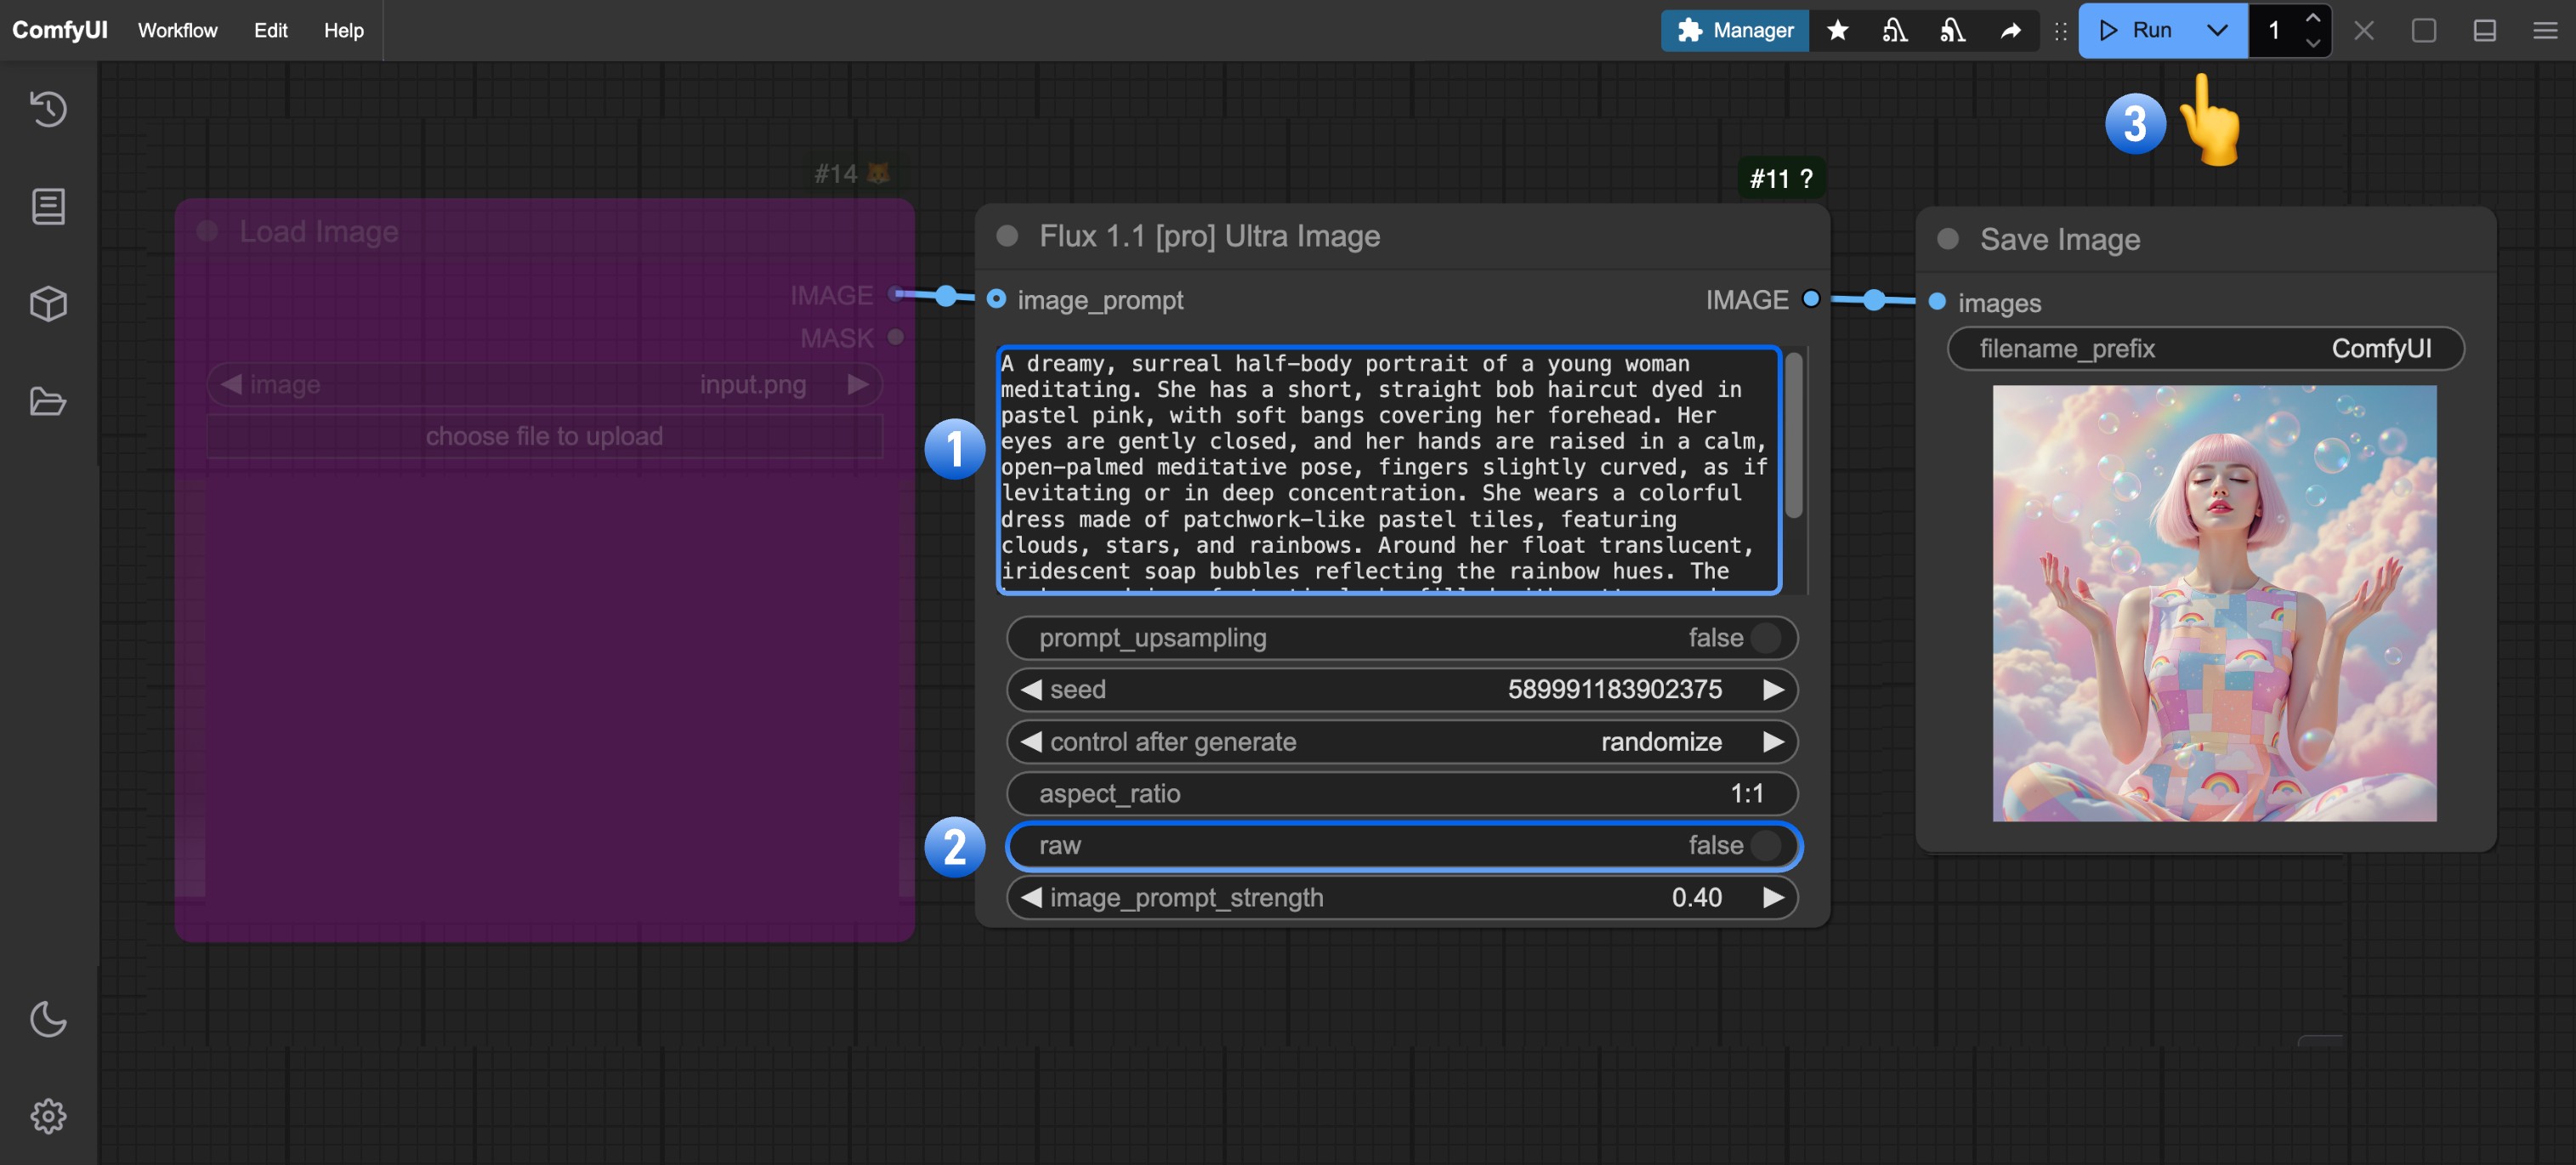 ComfyUI
Workflow
Edit
Help
Manager
Run
1
3
#14
Load Image
IMAGE
MASK
image
input.png
choose file to upload
#11 ?
Flux 1.1 [pro] Ultra Image
image_prompt
IMAGE
1
A dreamy, surreal half-body portrait of a young woman
meditating. She has a short, straight bob haircut dyed in
pastel pink, with soft bangs covering her forehead. Her
eyes are gently closed, and her hands are raised in a calm,
open-palmed meditative pose, fingers slightly curved, as if
levitating or in deep concentration. She wears a colorful
dress made of patchwork-like pastel tiles, featuring
clouds, stars, and rainbows. Around her float translucent,
iridescent soap bubbles reflecting the rainbow hues. The
prompt_upsampling false
seed 589991183902375
control after generate randomize
aspect_ratio 1:1
2
raw false
image_prompt_strength 0.40
Save Image
images
filename_prefix ComfyUI